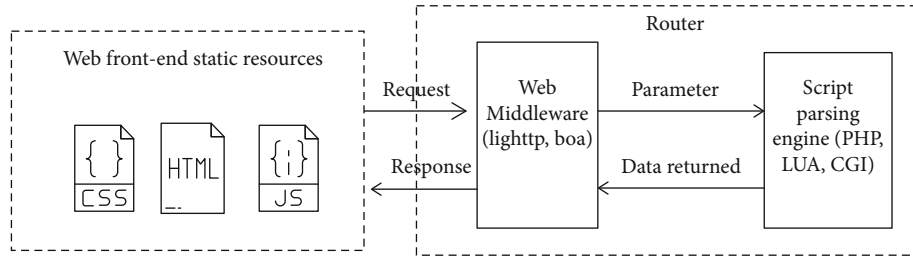 Router
Web front-end static resources
{ }
CSS
HTML
{;}
JS
Request
Response
Web
Middleware
(lighttp, boa)
Parameter
Data returned
Script
parsing
engine (PHP,
LUA, CGI)